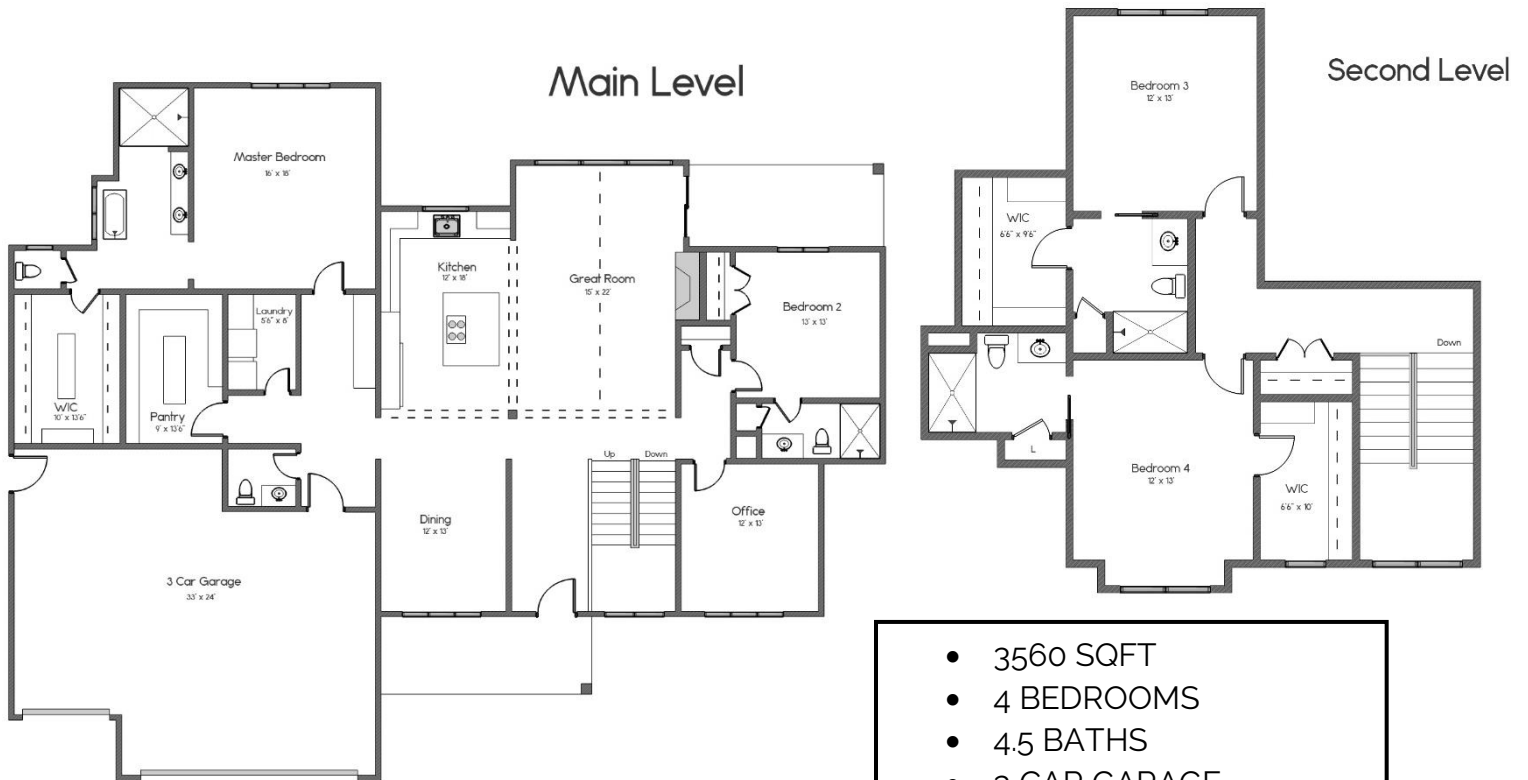 Main Level
Second Level
Master Bedroom
16' x 18'
Kitchen
12' x 18'
Great Room
15' x 22'
Bedroom 2
13' x 13'
Laundry
5'6" x 8'
WIC
10' x 13'6"
Pantry
9' x 13'6"
Up
Down
Dining
12' x 13'
Office
12' x 13'
3 Car Garage
33' x 24'
Bedroom 3
12' x 13'
WIC
6'6" x 9'6"
Down
L
Bedroom 4
12' x 13'
WIC
6'6" x 10'
• 3560 SQFT
• 4 BEDROOMS
• 4.5 BATHS
• 3 CAR GARAGE